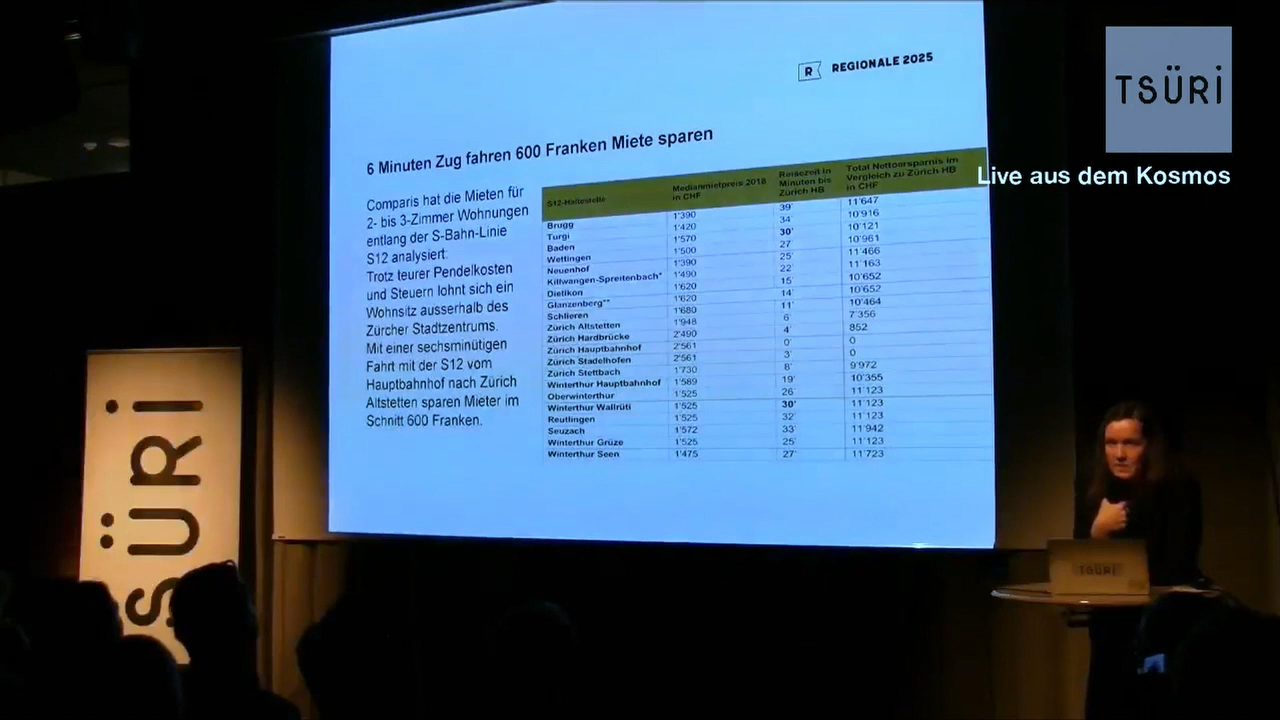 TSÜRI
Live aus dem Kosmos
R REGIONALE 2025
6 Minuten Zug fahren 600 Franken Miete sparen
Comparis hat die Mieten für
2- bis 3-Zimmer Wohnungen
entlang der S-Bahn-Linie
S12 analysiert:
Trotz teurer Pendelkosten
und Steuern lohnt sich ein
Wohnsitz ausserhalb des
Zürcher Stadtzentrums.
Mit einer sechsminütigen
Fahrt mit der S12 vom
Hauptbahnhof nach Zürich
Altstetten sparen Mieter im
Schnitt 600 Franken.
S12-Haltestelle
Medianmietpreis 2018
in CHF
Reisezeit in
Minuten bis
Zürich HB
Total Nettoersparnis im
Vergleich zu Zürich HB
in CHF
Brugg 1'390 39' 11'647
Turgi 1'420 34' 10'916
Baden 1'570 30' 10'121
Wettingen 1'500 27' 10'961
Neuenhof 1'390 25' 11'466
Killwangen-Spreitenbach* 1'490 22' 11'163
Dietikon 1'620 15' 10'652
Glanzenberg** 1'620 14' 10'652
Schlieren 1'680 11' 10'464
Zürich Altstetten 1'948 6' 7'356
Zürich Hardbrücke 2'490 4' 852
Zürich Hauptbahnhof 2'561 0' 0
Zürich Stadelhofen 2'561 3' 0
Zürich Stettbach 1'730 8' 9'972
Winterthur Hauptbahnhof 1'589 19' 10'355
Oberwinterthur 1'525 26' 11'123
Winterthur Wallrüti 1'525 30' 11'123
Reutlingen 1'525 32' 11'123
Seuzach 1'572 33' 11'942
Winterthur Grüze 1'525 25' 11'123
Winterthur Seen 1'475 27' 11'723
TSÜRI
TSÜRI